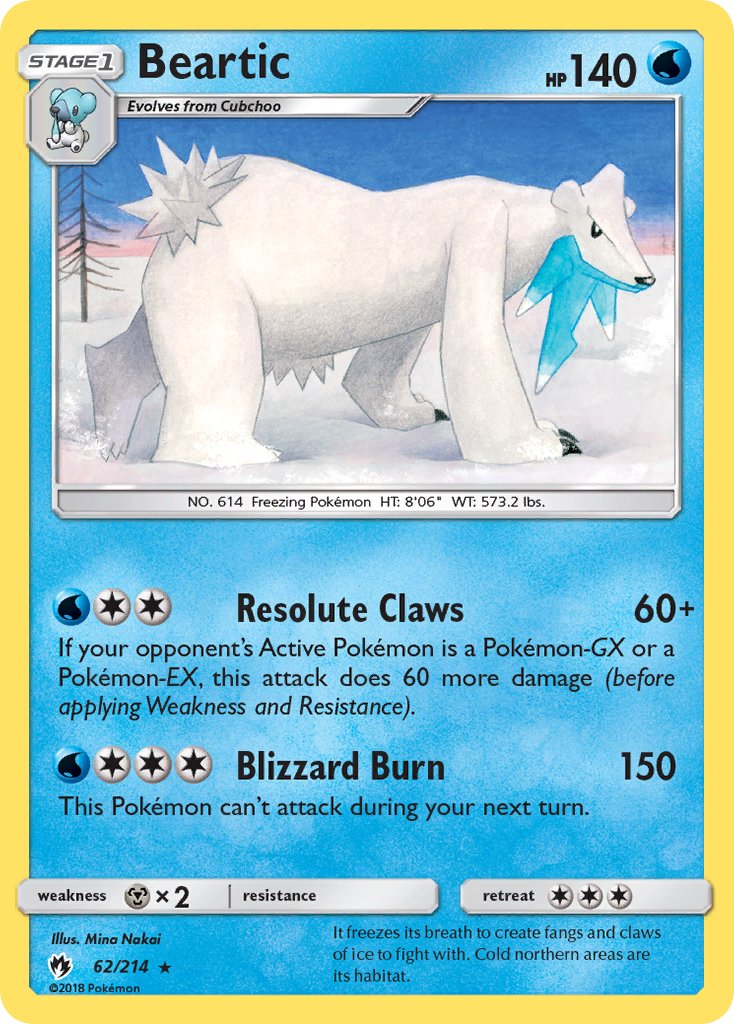 STAGE1
Beartic
HP 140
Evolves from Cubchoo
NO. 614 Freezing Pokémon HT: 8'06" WT: 573.2 lbs.
Resolute Claws 60+
If your opponent's Active Pokémon is a Pokémon-GX or a
Pokémon-EX, this attack does 60 more damage (before
applying Weakness and Resistance).
Blizzard Burn 150
This Pokémon can't attack during your next turn.
weakness ×2 resistance retreat
Illus. Mina Nakai
62/214 ★
©2018 Pokémon
It freezes its breath to create fangs and claws
of ice to fight with. Cold northern areas are
its habitat.